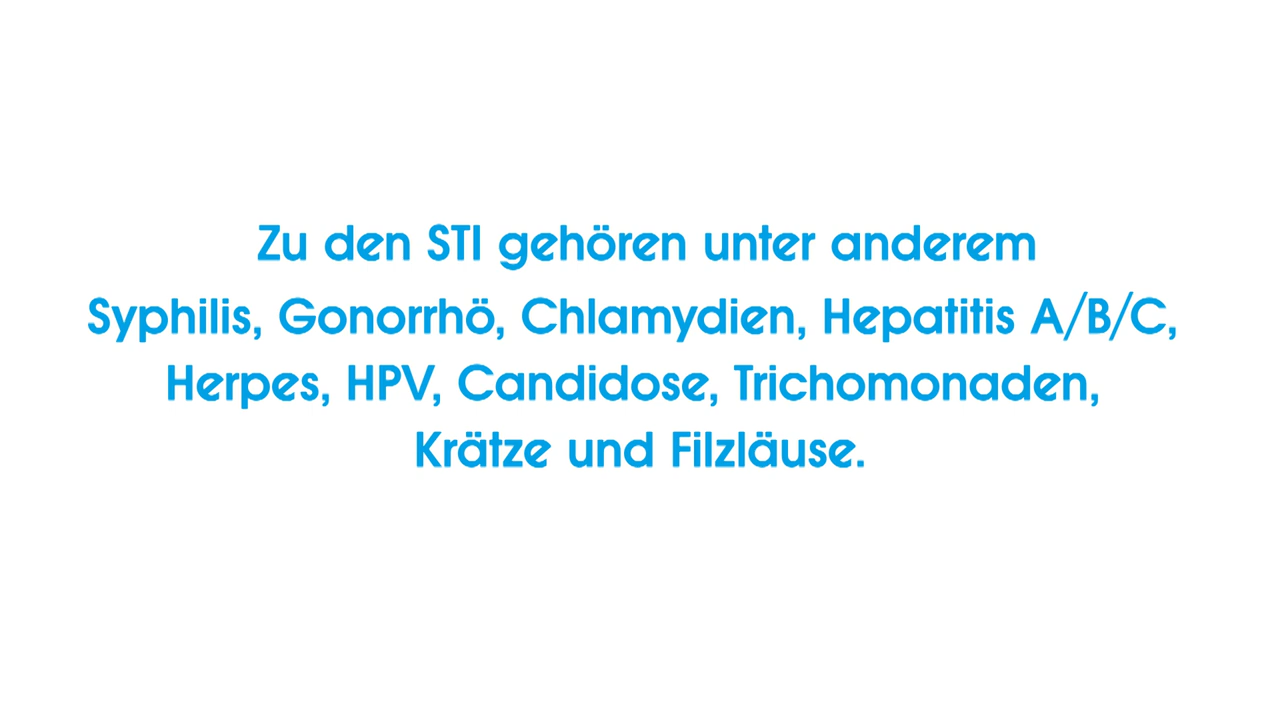 Zu den STI gehören unter anderem
Syphilis, Gonorrhö, Chlamydien, Hepatitis A/B/C,
Herpes, HPV, Candidose, Trichomonaden,
Krätze und Filzläuse.